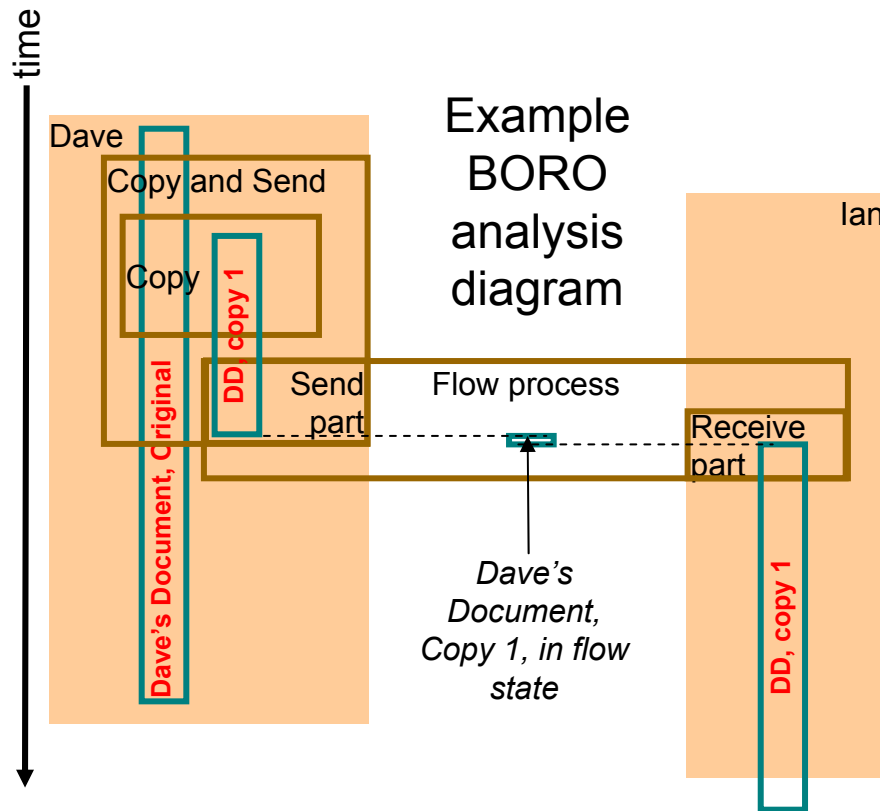 time
Example
BORO
analysis
diagram
Dave
Copy and Send
Copy
DD, copy 1
Dave's Document, Original
Send
part
Flow process
Ian
Receive
part
Dave's
Document,
Copy 1, in flow
state
DD, copy 1